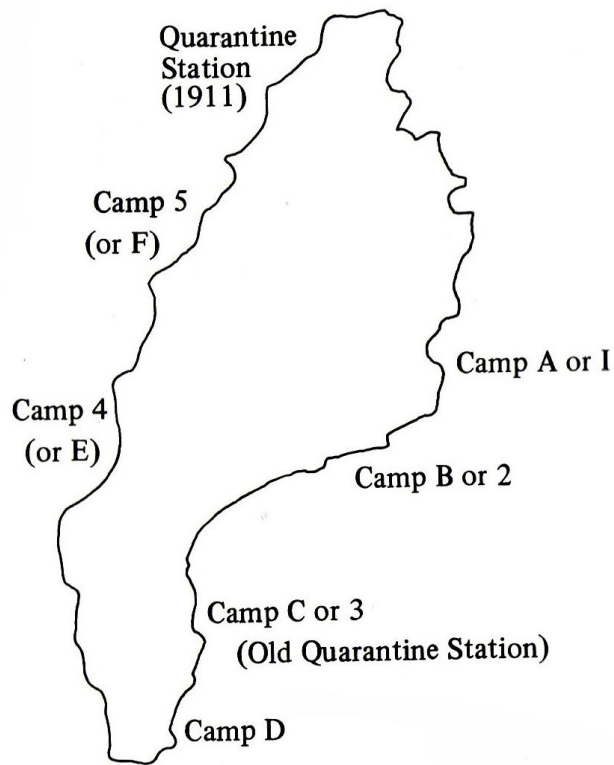 Quarantine
Station
(1911)
Camp 5
(or F)
Camp A or I
Camp 4
(or E)
Camp B or 2
Camp C or 3
(Old Quarantine Station)
Camp D